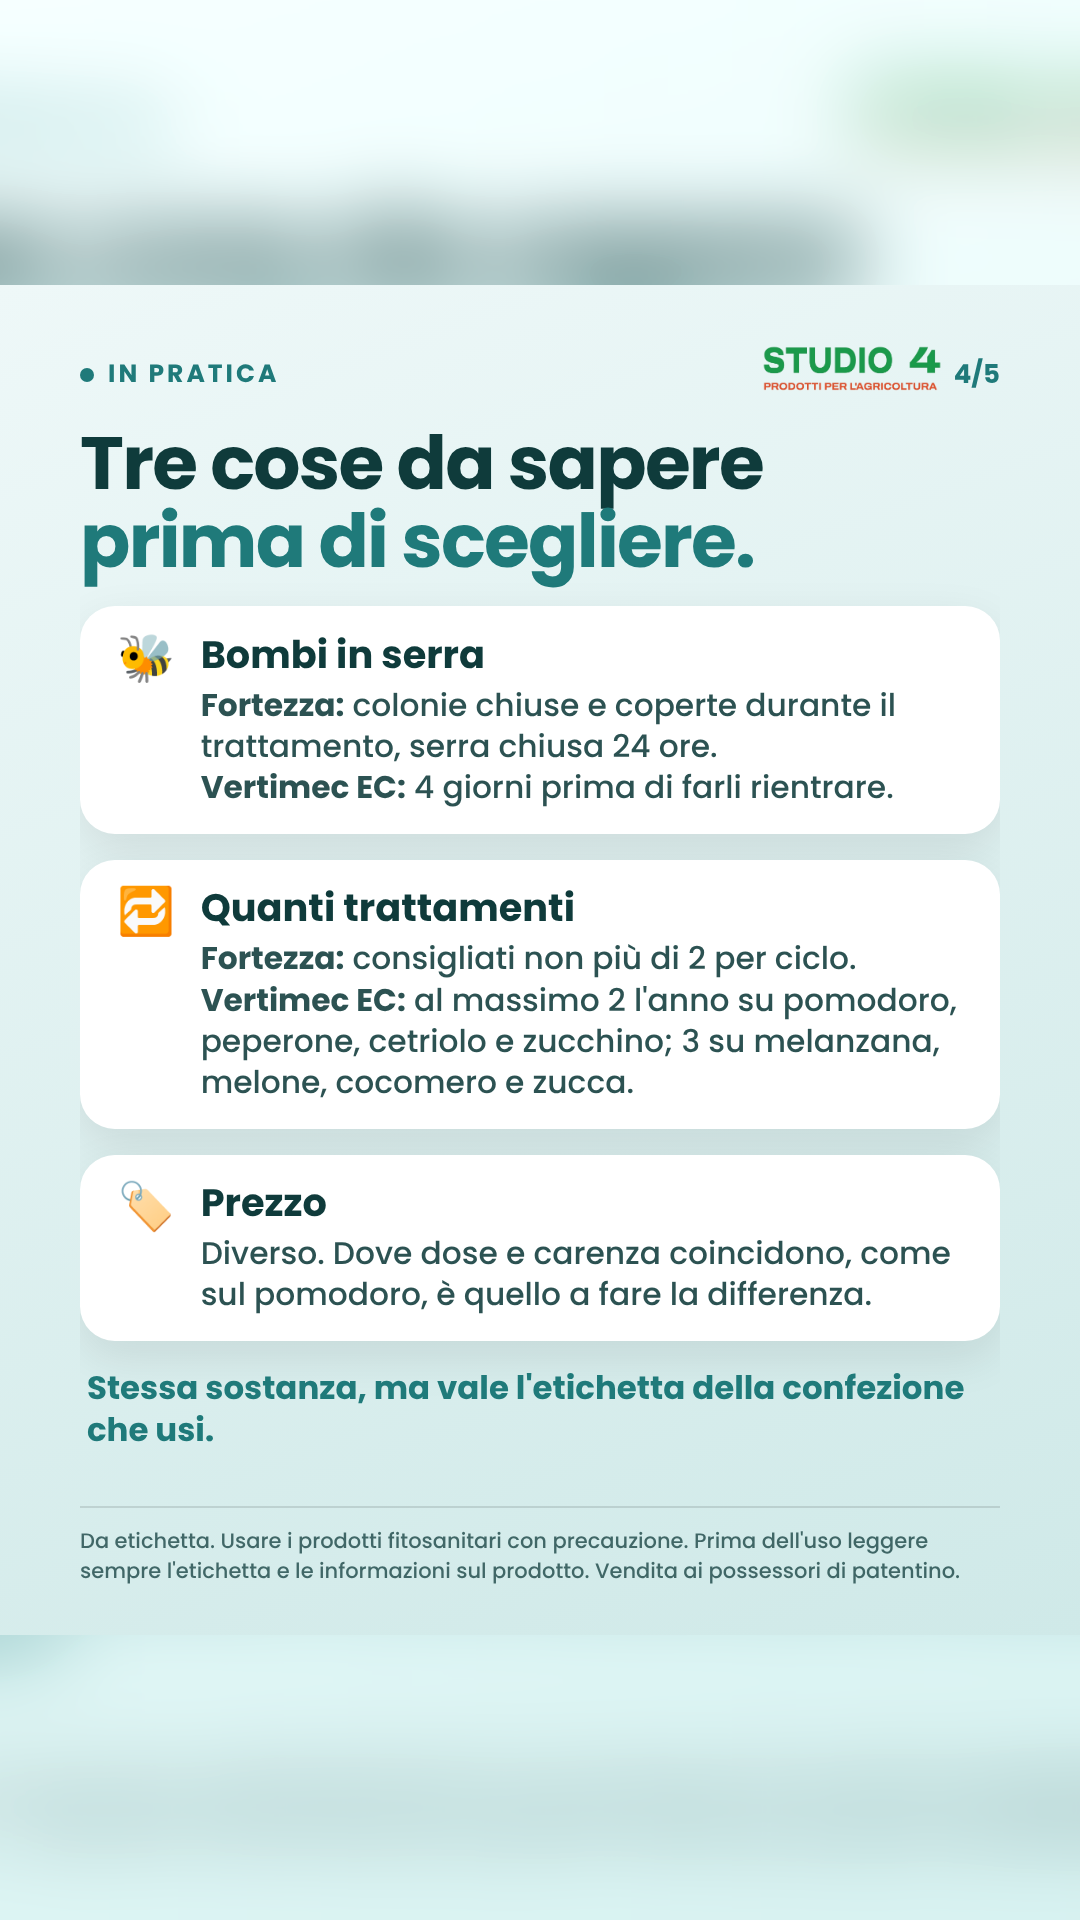 IN PRATICA
STUDIO 4
PRODOTTI PER L'AGRICOLTURA
4/5
Tre cose da sapere
prima di scegliere.
Bombi in serra
Fortezza: colonie chiuse e coperte durante il
trattamento, serra chiusa 24 ore.
Vertimec EC: 4 giorni prima di farli rientrare.
Quanti trattamenti
Fortezza: consigliati non più di 2 per ciclo.
Vertimec EC: al massimo 2 l'anno su pomodoro,
peperone, cetriolo e zucchino; 3 su melanzana,
melone, cocomero e zucca.
Prezzo
Diverso. Dove dose e carenza coincidono, come
sul pomodoro, è quello a fare la differenza.
Stessa sostanza, ma vale l'etichetta della confezione
che usi.
Da etichetta. Usare i prodotti fitosanitari con precauzione. Prima dell'uso leggere
sempre l'etichetta e le informazioni sul prodotto. Vendita ai possessori di patentino.